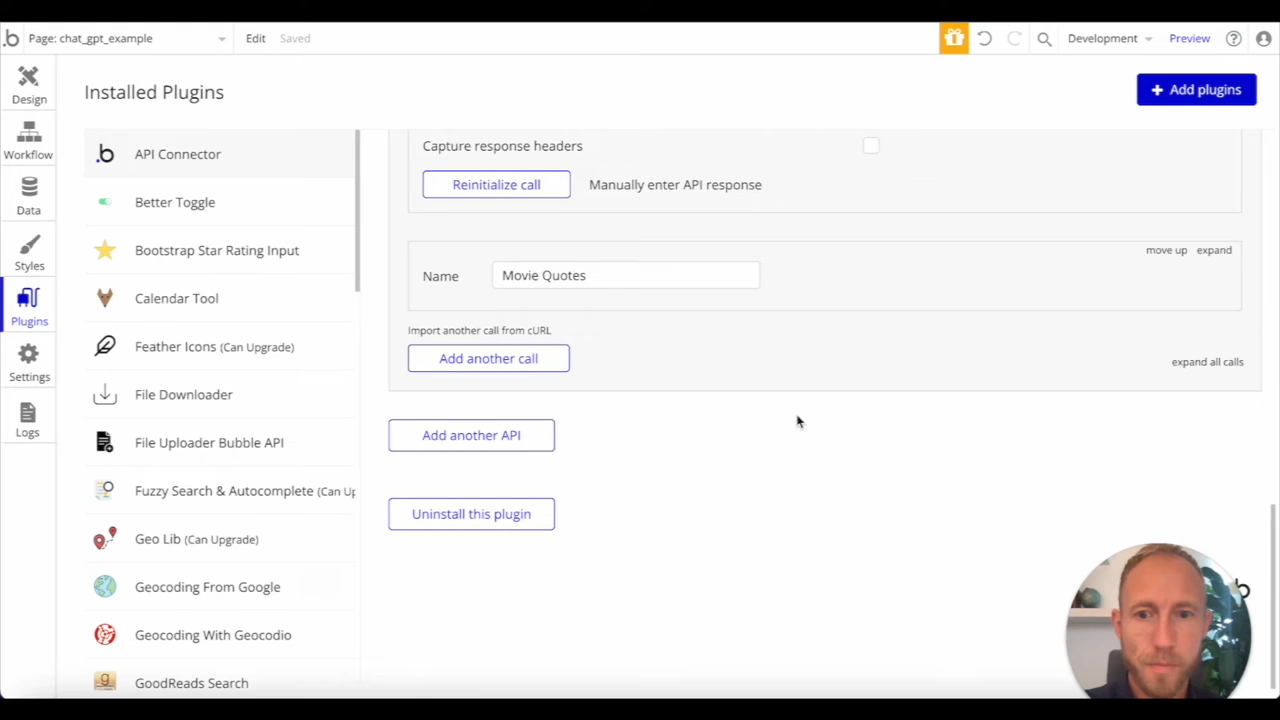 Page: chat_gpt_example
Edit
Saved
Development
Preview
Design
Workflow
Data
Styles
Plugins
Settings
Logs
Installed Plugins
Add plugins
API Connector
Better Toggle
Bootstrap Star Rating Input
Calendar Tool
Feather Icons (Can Upgrade)
File Downloader
File Uploader Bubble API
Fuzzy Search & Autocomplete (Can Up
Geo Lib (Can Upgrade)
Geocoding From Google
Geocoding With Geocodio
GoodReads Search
Capture response headers
Reinitialize call
Manually enter API response
move up
expand
Name
Movie Quotes
Import another call from cURL
Add another call
expand all calls
Add another API
Uninstall this plugin